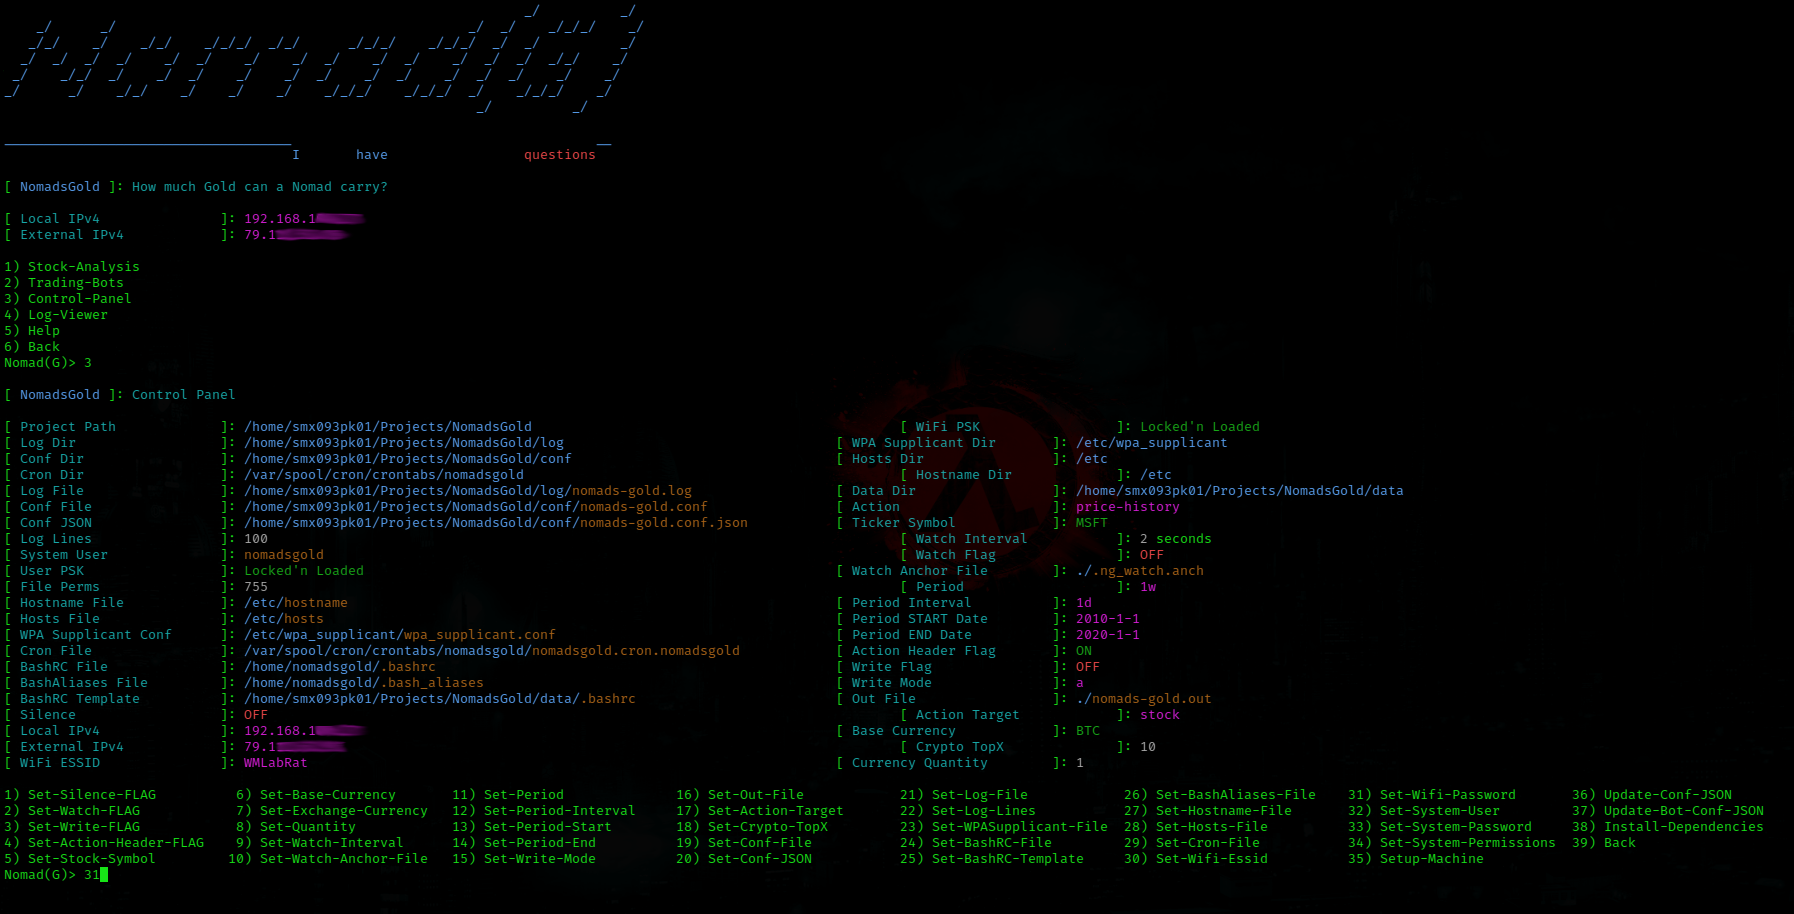 Nomad(G)
I have questions
[ NomadsGold ]: How much Gold can a Nomad carry?
[ Local IPv4 ]: 192.168.1
[ External IPv4 ]: 79.1
1) Stock-Analysis
2) Trading-Bots
3) Control-Panel
4) Log-Viewer
5) Help
6) Back
Nomad(G)> 3
[ NomadsGold ]: Control Panel
[ Project Path ]: /home/smx093pk01/Projects/NomadsGold [ WiFi PSK ]: Locked'n Loaded
[ Log Dir ]: /home/smx093pk01/Projects/NomadsGold/log [ WPA Supplicant Dir ]: /etc/wpa_supplicant
[ Conf Dir ]: /home/smx093pk01/Projects/NomadsGold/conf [ Hosts Dir ]: /etc
[ Cron Dir ]: /var/spool/cron/crontabs/nomadsgold [ Hostname Dir ]: /etc
[ Log File ]: /home/smx093pk01/Projects/NomadsGold/log/nomads-gold.log [ Data Dir ]: /home/smx093pk01/Projects/NomadsGold/data
[ Conf File ]: /home/smx093pk01/Projects/NomadsGold/conf/nomads-gold.conf [ Action ]: price-history
[ Conf JSON ]: /home/smx093pk01/Projects/NomadsGold/conf/nomads-gold.conf.json [ Ticker Symbol ]: MSFT
[ Log Lines ]: 100 [ Watch Interval ]: 2 seconds
[ System User ]: nomadsgold [ Watch Flag ]: OFF
[ User PSK ]: Locked'n Loaded [ Watch Anchor File ]: ./.ng_watch.anch
[ File Perms ]: 755 [ Period ]: 1w
[ Hostname File ]: /etc/hostname [ Period Interval ]: 1d
[ Hosts File ]: /etc/hosts [ Period START Date ]: 2010-1-1
[ WPA Supplicant Conf ]: /etc/wpa_supplicant/wpa_supplicant.conf [ Period END Date ]: 2020-1-1
[ Cron File ]: /var/spool/cron/crontabs/nomadsgold/nomadsgold.cron.nomadsgold [ Action Header Flag ]: ON
[ BashRC File ]: /home/nomadsgold/.bashrc [ Write Flag ]: OFF
[ BashAliases File ]: /home/nomadsgold/.bash_aliases [ Write Mode ]: a
[ BashRC Template ]: /home/smx093pk01/Projects/NomadsGold/data/.bashrc [ Out File ]: ./nomads-gold.out
[ Silence ]: OFF [ Action Target ]: stock
[ Local IPv4 ]: 192.168.1 [ Base Currency ]: BTC
[ External IPv4 ]: 79.1 [ Crypto TopX ]: 10
[ WiFi ESSID ]: WMLabRat [ Currency Quantity ]: 1
1) Set-Silence-FLAG 6) Set-Base-Currency 11) Set-Period 16) Set-Out-File 21) Set-Log-File 26) Set-BashAliases-File 31) Set-Wifi-Password 36) Update-Conf-JSON
2) Set-Watch-FLAG 7) Set-Exchange-Currency 12) Set-Period-Interval 17) Set-Action-Target 22) Set-Log-Lines 27) Set-Hostname-File 32) Set-System-User 37) Update-Bot-Conf-JSON
3) Set-Write-FLAG 8) Set-Quantity 13) Set-Period-Start 18) Set-Crypto-TopX 23) Set-WPASupplicant-File 28) Set-Hosts-File 33) Set-System-Password 38) Install-Dependencies
4) Set-Action-Header-FLAG 9) Set-Watch-Interval 14) Set-Period-End 19) Set-Conf-File 24) Set-BashRC-File 29) Set-Cron-File 34) Set-System-Permissions 39) Back
5) Set-Stock-Symbol 10) Set-Watch-Anchor-File 15) Set-Write-Mode 20) Set-Conf-JSON 25) Set-BashRC-Template 30) Set-Wifi-Essid 35) Setup-Machine
Nomad(G)> 31